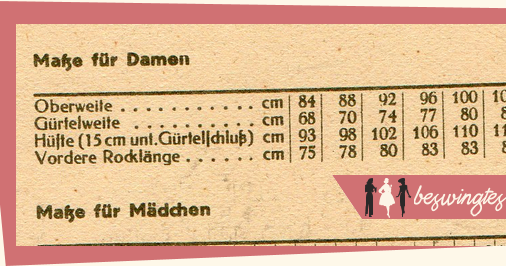 Maße für Damen
Oberweite . . . . . . . . . . . . cm 84 88 92 96 100
Gürtelweite . . . . . . . . . . . cm 68 70 74 77 80
Hüfte (15 cm unt. Gürtelschluß) cm 93 98 102 106 110
Vordere Rocklänge . . . . . . cm 75 78 80 83 83
Maße für Mädchen
beswingtes